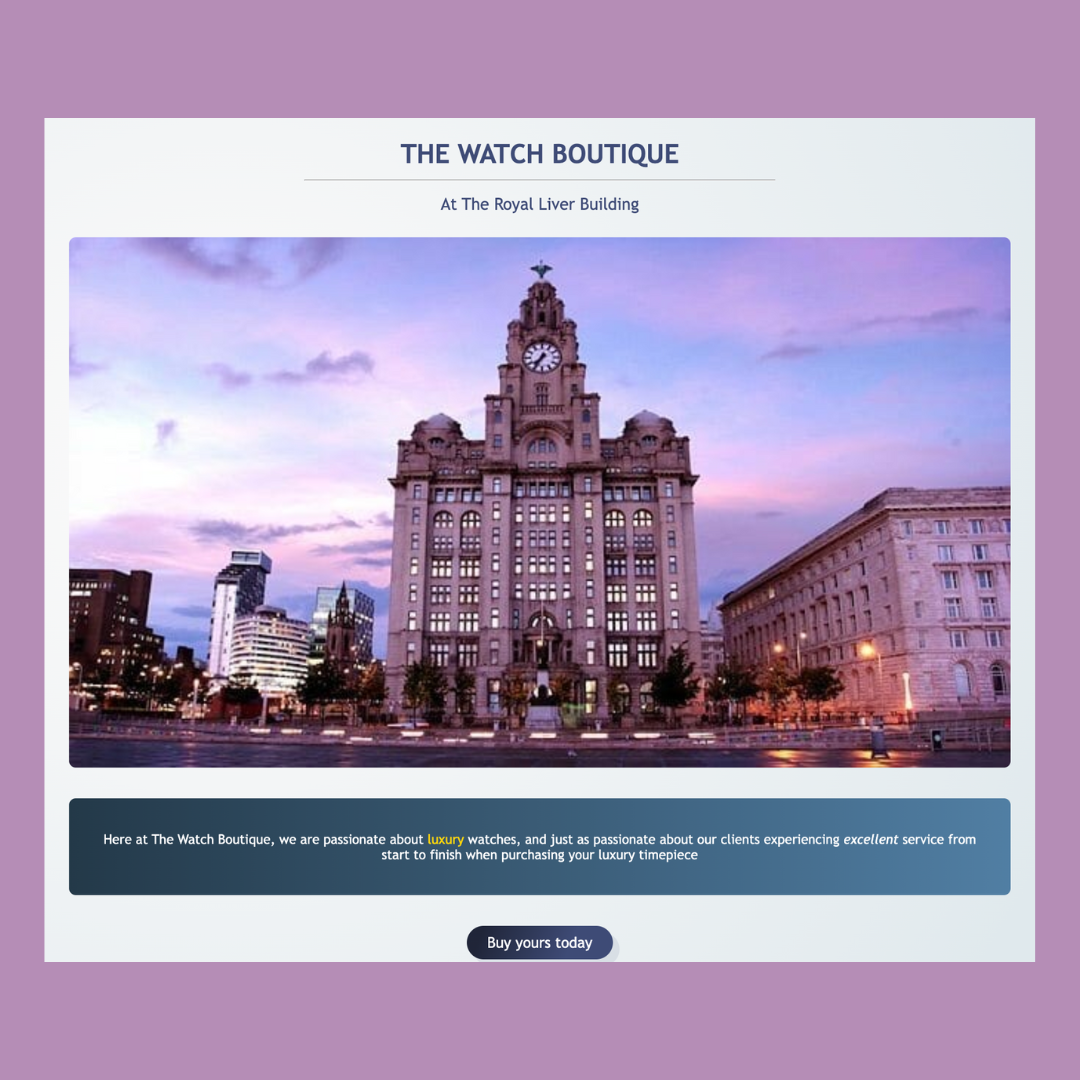 THE WATCH BOUTIQUE
At The Royal Liver Building
Here at The Watch Boutique, we are passionate about luxury watches, and just as passionate about our clients experiencing excellent service from
start to finish when purchasing your luxury timepiece
Buy yours today